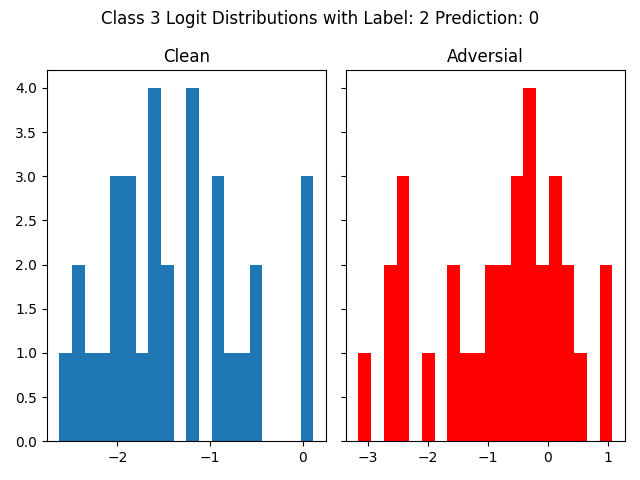 Class 3 Logit Distributions with Label: 2 Prediction: 0
Clean
Adversial
4.0
3.5
3.0
2.5
2.0
1.5
1.0
0.5
0.0
−2 −1 0
−3 −2 −1 0 1